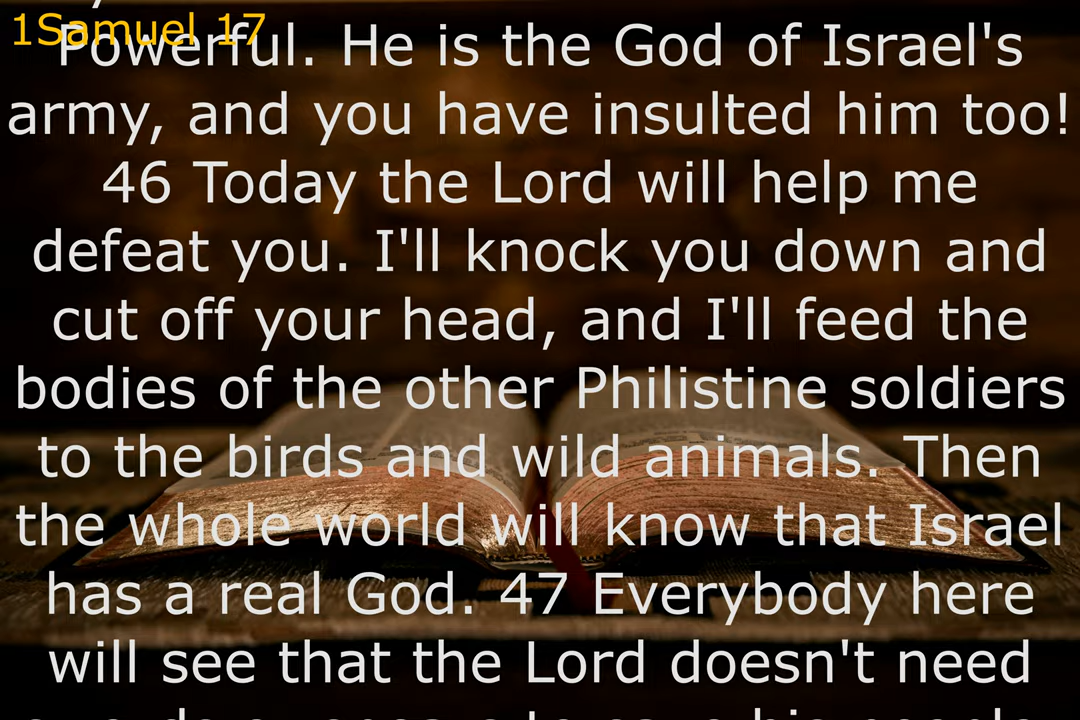 1Samuel 17
Powerful. He is the God of Israel's
army, and you have insulted him too!
46 Today the Lord will help me
defeat you. I'll knock you down and
cut off your head, and I'll feed the
bodies of the other Philistine soldiers
to the birds and wild animals. Then
the whole world will know that Israel
has a real God. 47 Everybody here
will see that the Lord doesn't need